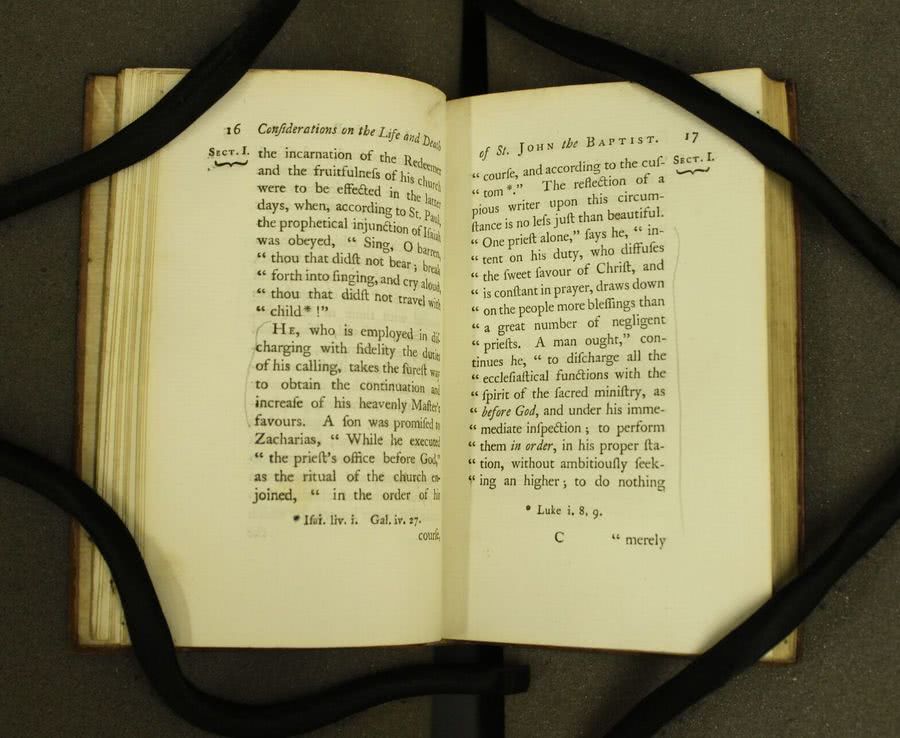 16 Conſiderations on the Life and Death
SECT. I.
the incarnation of the Redeemer
and the fruitfulneſs of his church
were to be effected in the latter
days, when, according to St. Paul,
the prophetical injunction of Iſaiah
was obeyed, “ Sing, O barren,
“ thou that didſt not bear ; break
“ forth into ſinging, and cry aloud,
“ thou that didſt not travel with
“ child * !”
HE, who is employed in diſ-
charging with fidelity the duties
of his calling, takes the ſureſt way
to obtain the continuation and
increaſe of his heavenly Maſter's
favours. A ſon was promiſed to
Zacharias, “ While he executed
“ the prieſt's office before God,”
as the ritual of the church en-
joined, “ in the order of his
* Iſai. liv. i. Gal. iv. 27.
courſe,
of St. JOHN the BAPTIST. 17
SECT. I.
“ courſe, and according to the cuſ-
“ tom *.” The reflection of a
pious writer upon this circum-
ſtance is no leſs juſt than beautiful.
“ One prieſt alone,” ſays he, “ in-
“ tent on his duty, who diffuſes
“ the ſweet ſavour of Chriſt, and
“ is conſtant in prayer, draws down
“ on the people more bleſſings than
“ a great number of negligent
“ prieſts. A man ought,” con-
tinues he, “ to diſcharge all the
“ eccleſiaſtical functions with the
“ ſpirit of the ſacred miniſtry, as
“ before God, and under his imme-
“ mediate inſpection ; to perform
“ them in order, in his proper ſta-
“ tion, without ambitiouſly ſeek-
“ ing an higher ; to do nothing
* Luke i. 8, 9.
C “ merely